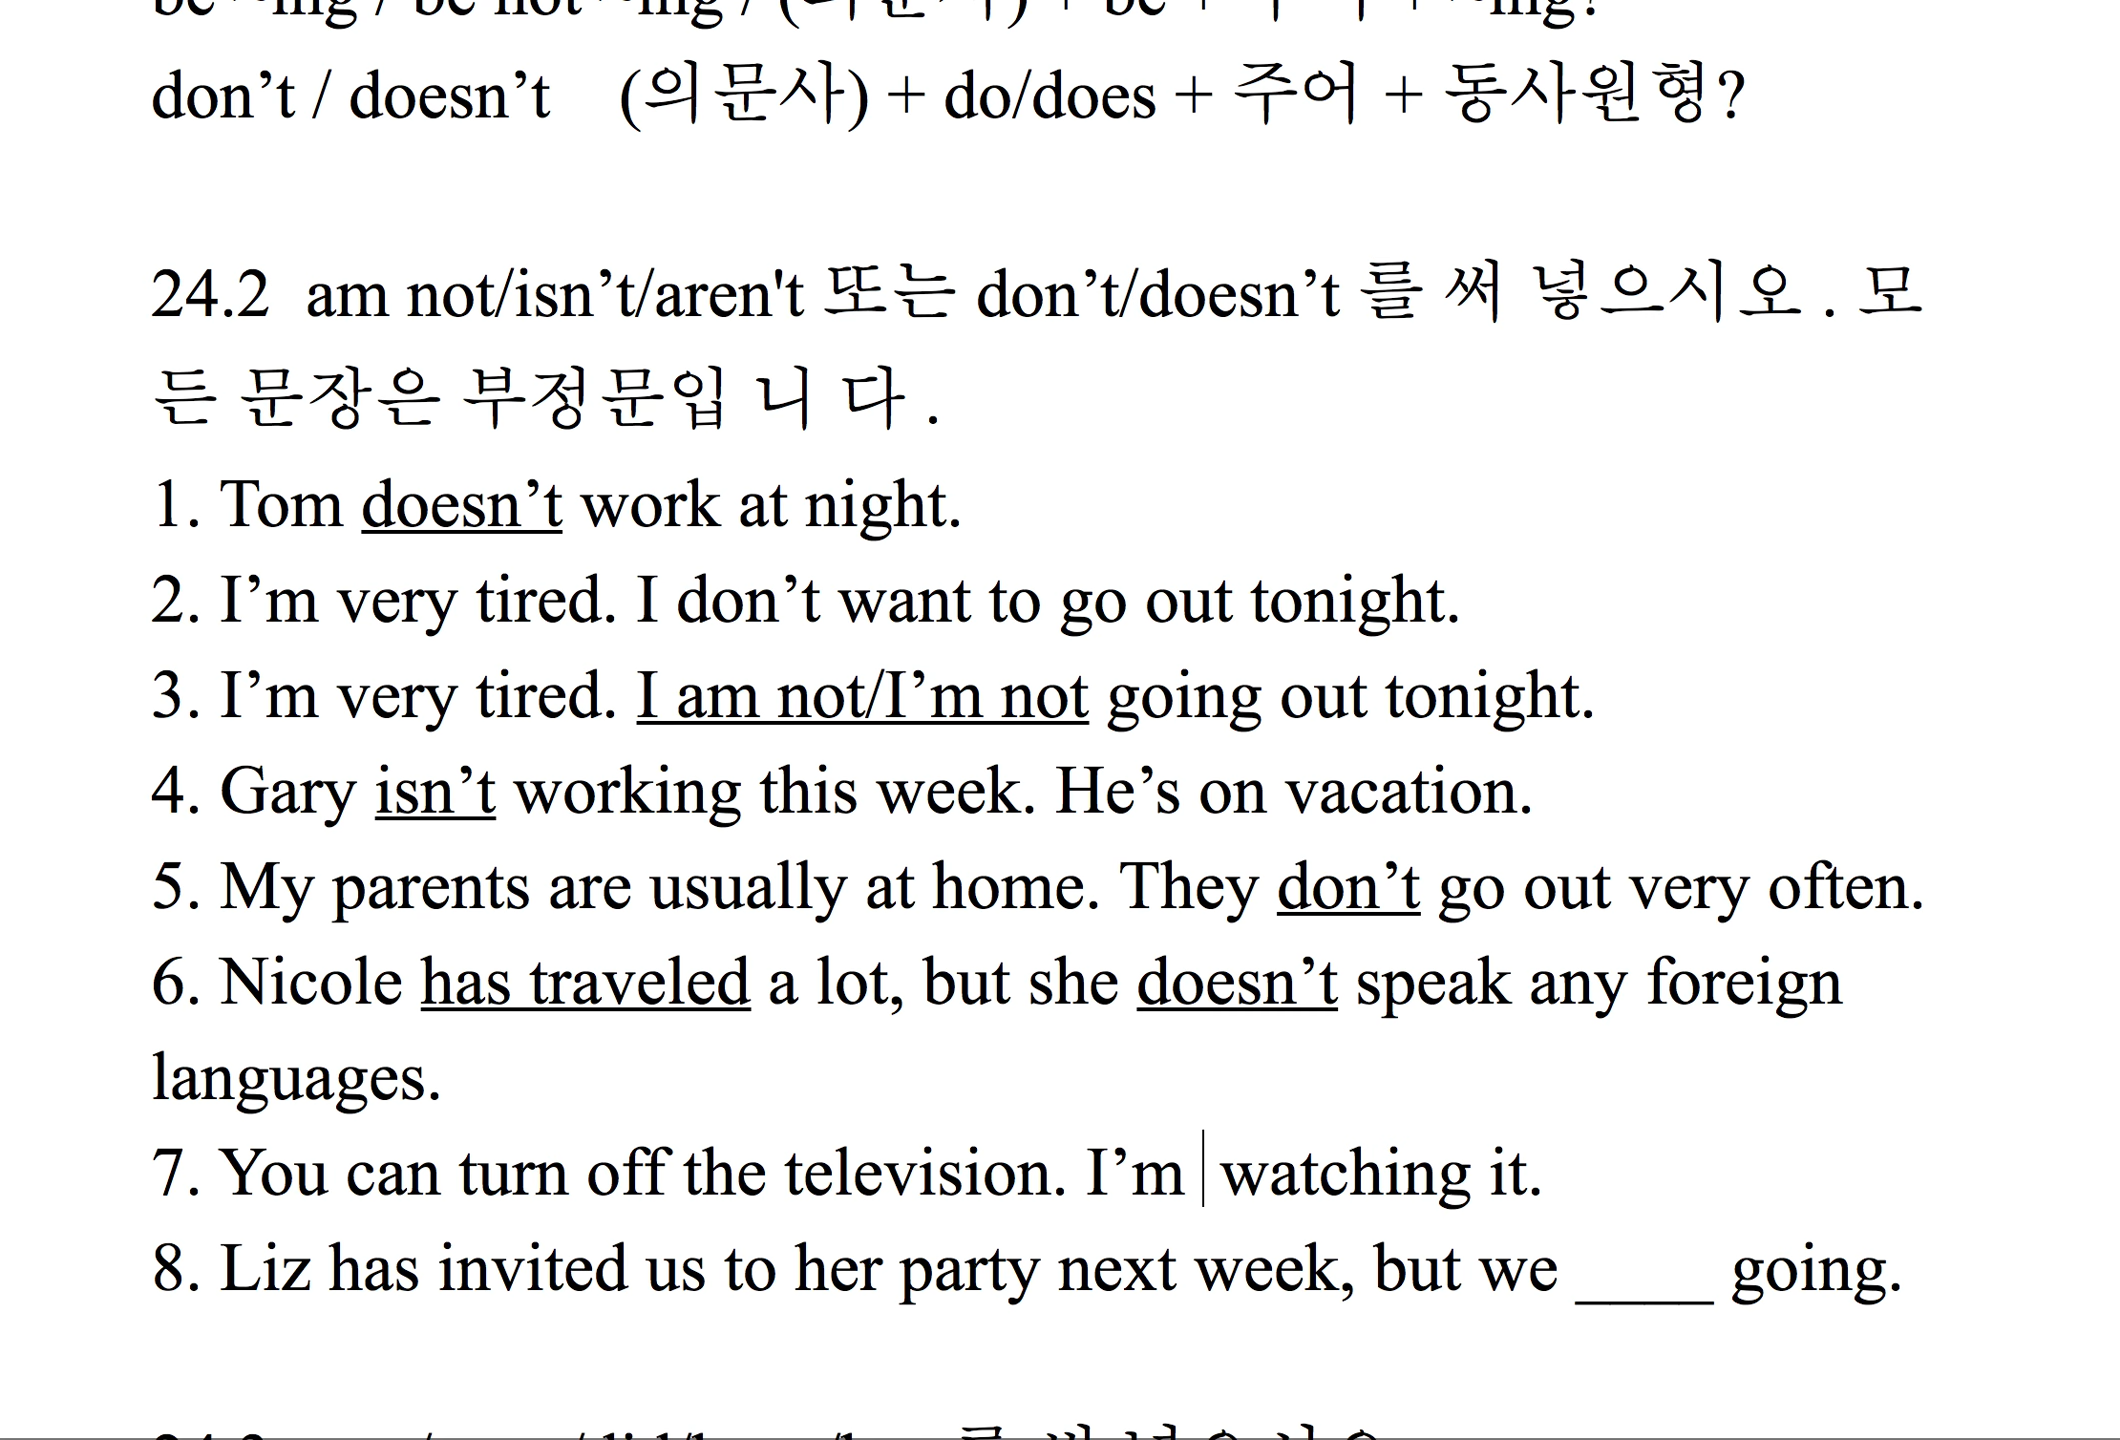 don’t / doesn’t (의문사) + do/does + 주어 + 동사원형?
24.2 am not/isn’t/aren't 또는 don’t/doesn’t 를 써 넣으시오. 모
든 문장은 부정문입 니 다.
1. Tom doesn’t work at night.
2. I’m very tired. I don’t want to go out tonight.
3. I’m very tired. I am not/I’m not going out tonight.
4. Gary isn’t working this week. He’s on vacation.
5. My parents are usually at home. They don’t go out very often.
6. Nicole has traveled a lot, but she doesn’t speak any foreign
languages.
7. You can turn off the television. I’m watching it.
8. Liz has invited us to her party next week, but we ____ going.